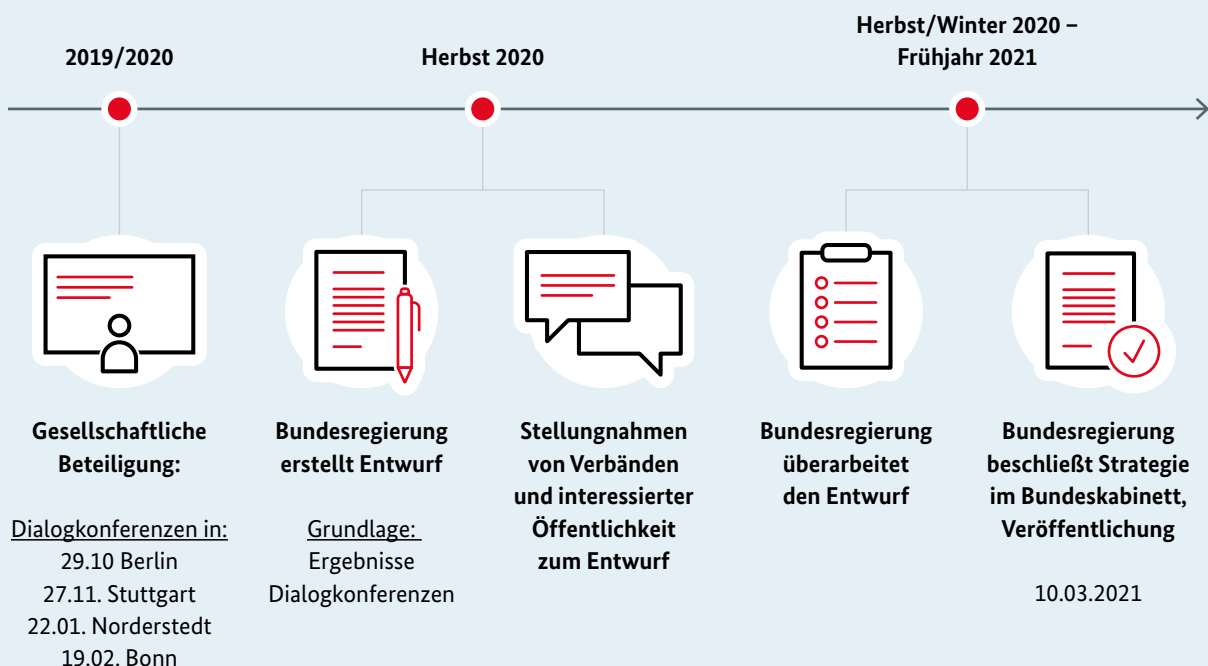 2019/2020
Herbst 2020
Herbst/Winter 2020 –
Frühjahr 2021
Gesellschaftliche
Beteiligung:
Dialogkonferenzen in:
29.10 Berlin
27.11. Stuttgart
22.01. Norderstedt
19.02. Bonn
Bundesregierung
erstellt Entwurf
Grundlage:
Ergebnisse
Dialogkonferenzen
Stellungnahmen
von Verbänden
und interessierter
Öffentlichkeit
zum Entwurf
Bundesregierung
überarbeitet
den Entwurf
Bundesregierung
beschließt Strategie
im Bundeskabinett,
Veröffentlichung
10.03.2021